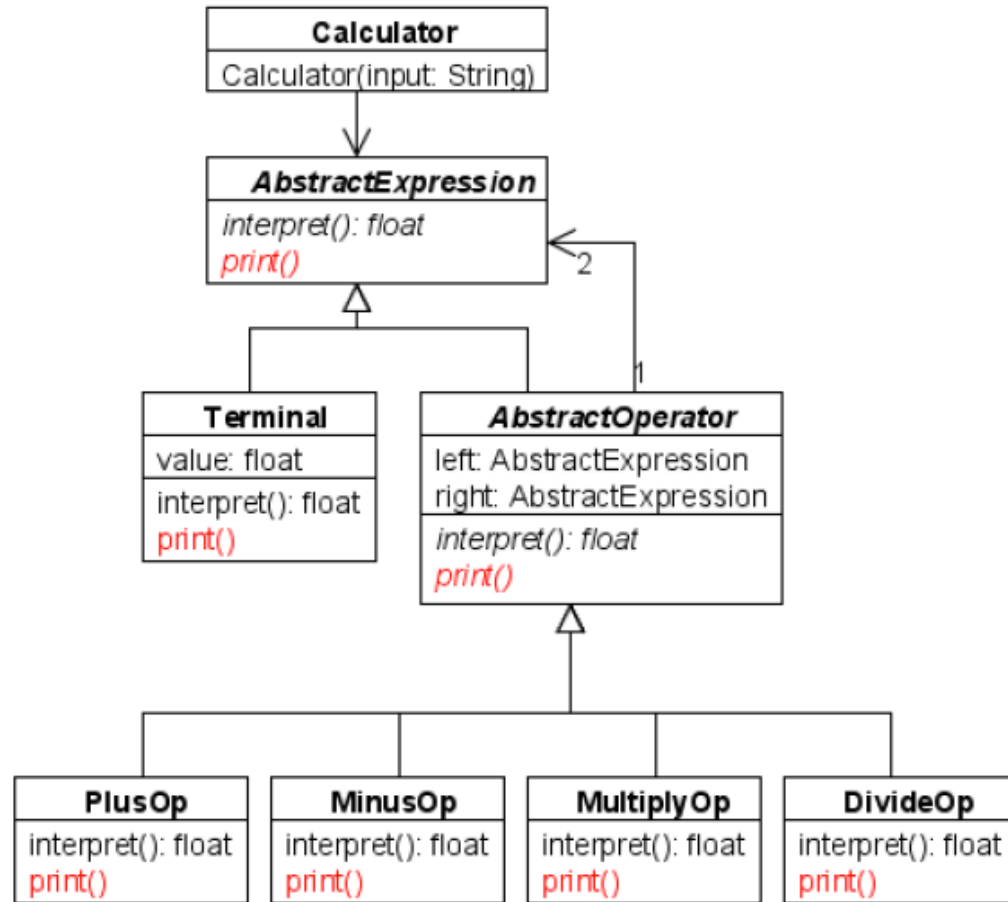 Calculator
Calculator(input: String)
AbstractExpression
interpret(): float
print()
2
1
Terminal
value: float
interpret(): float
print()
AbstractOperator
left: AbstractExpression
right: AbstractExpression
interpret(): float
print()
PlusOp
interpret(): float
print()
MinusOp
interpret(): float
print()
MultiplyOp
interpret(): float
print()
DivideOp
interpret(): float
print()